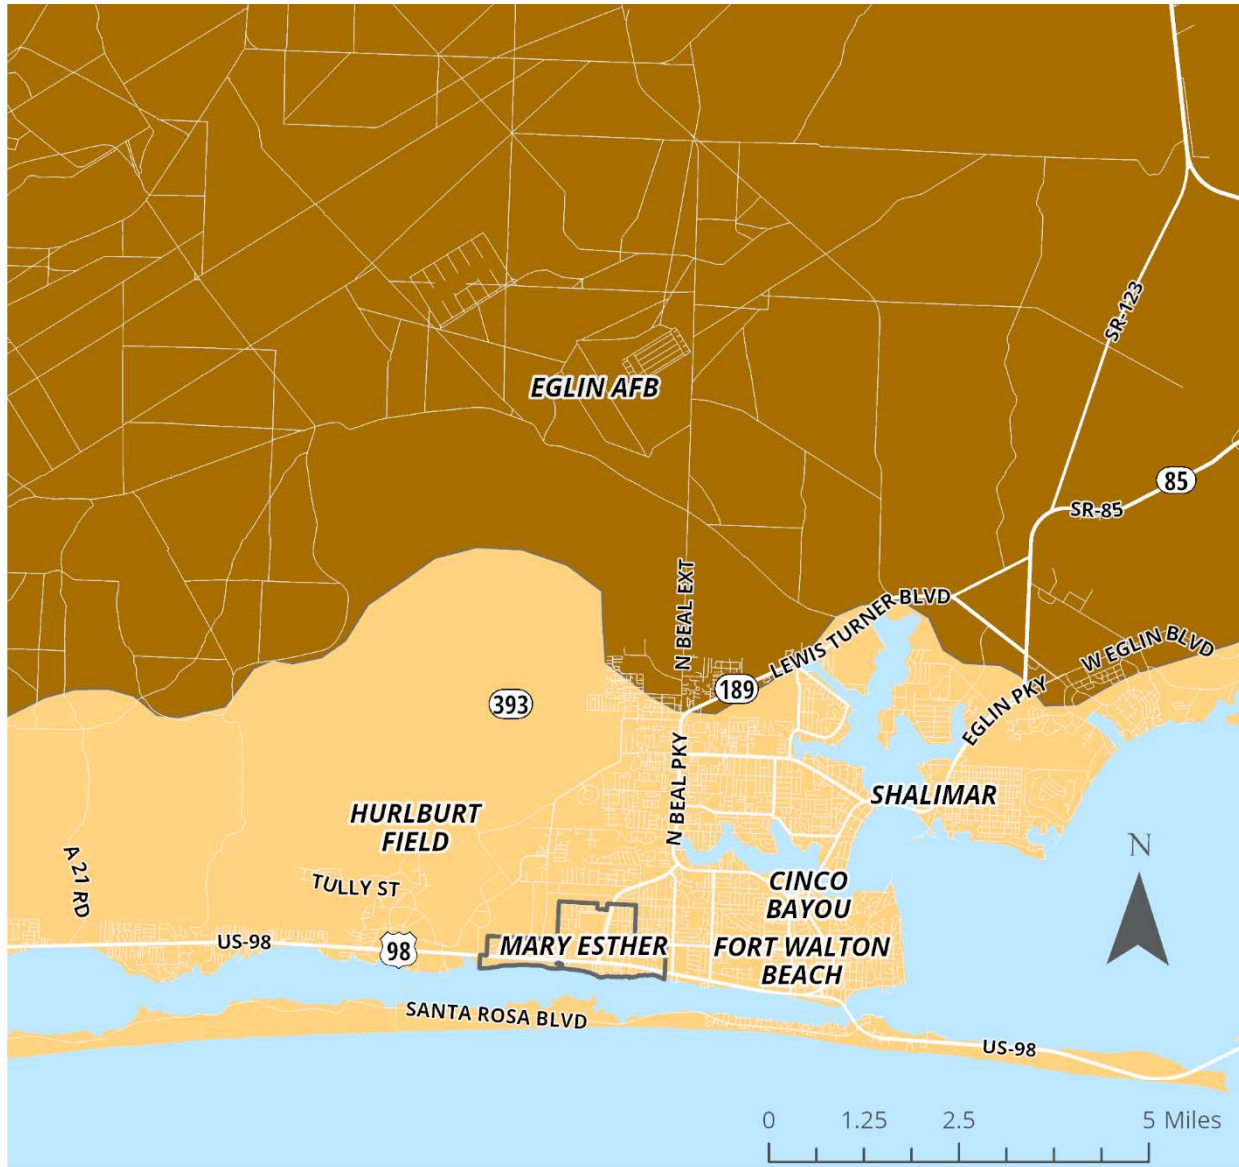 SR-123
EGLIN AFB
85
SR-85
N BEAL EXT
LEWIS TURNER BLVD
W EGLIN BLVD
189
393
EGLIN PKY
N BEAL PKY
SHALIMAR
HURLBURT
FIELD
A 21 RD
TULLY ST
CINCO
BAYOU
N
US-98
98
MARY ESTHER
FORT WALTON
BEACH
SANTA ROSA BLVD
US-98
0 1.25 2.5 5 Miles